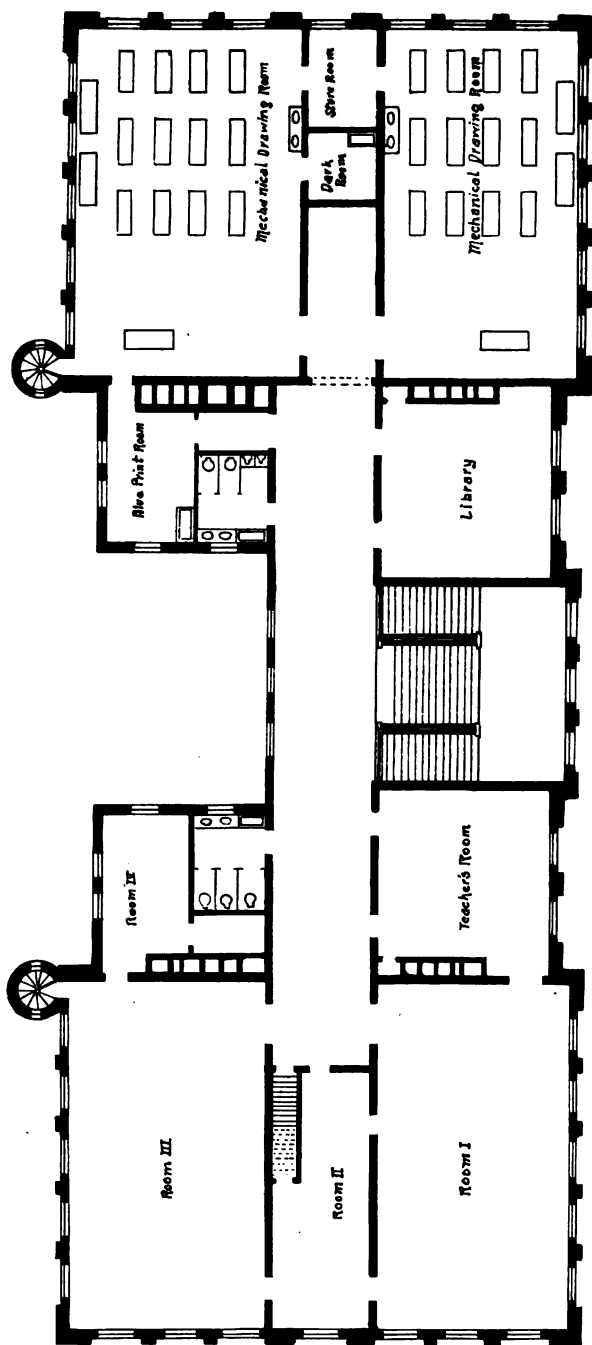 Mechanical Drawing Room
Store Room
Dark
Room
Mechanical Drawing Room
Blue Print Room
Library
Room IV
Teacher's Room
Room III
Room II
Room I